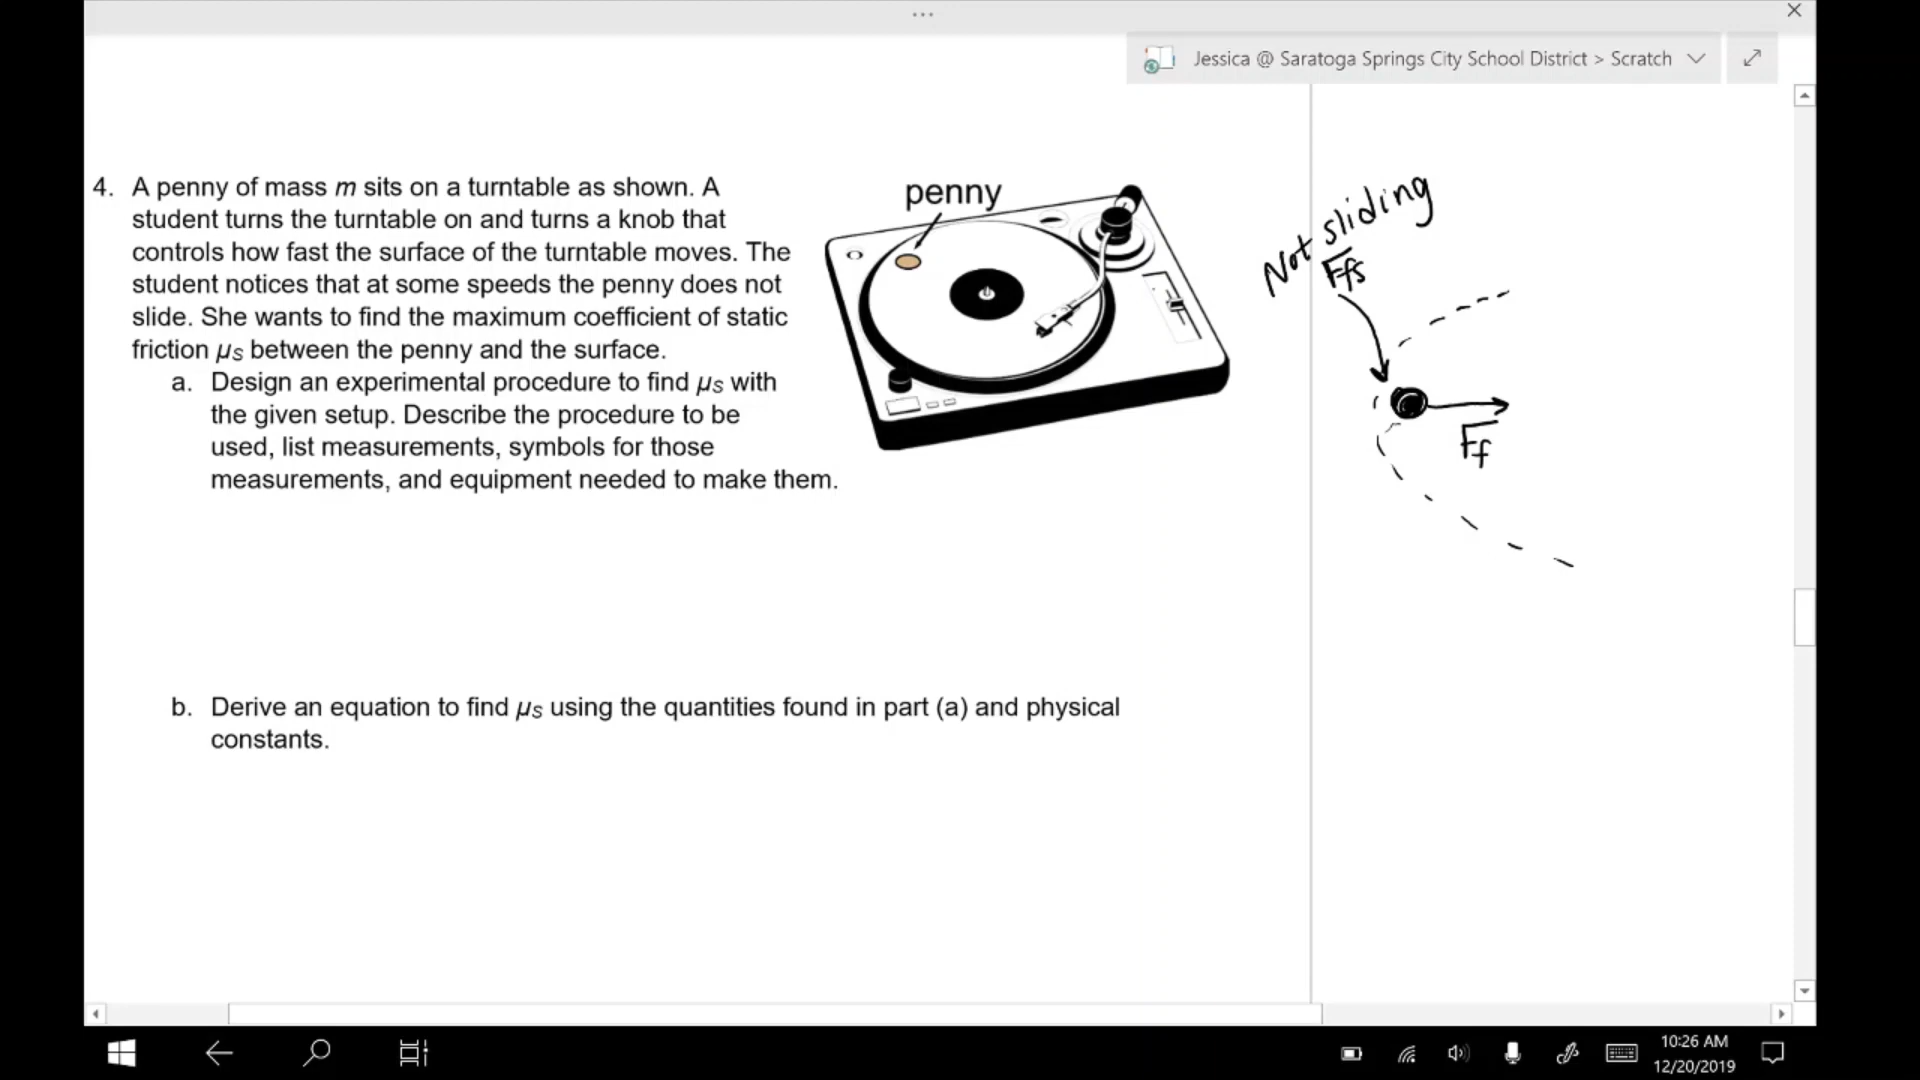 Jessica @ Saratoga Springs City School District > Scratch
4. A penny of mass m sits on a turntable as shown. A
student turns the turntable on and turns a knob that
controls how fast the surface of the turntable moves. The
student notices that at some speeds the penny does not
slide. She wants to find the maximum coefficient of static
friction μs between the penny and the surface.
a. Design an experimental procedure to find μs with
the given setup. Describe the procedure to be
used, list measurements, symbols for those
measurements, and equipment needed to make them.
penny
Not sliding
Ffs
Ff
b. Derive an equation to find μs using the quantities found in part (a) and physical
constants.
10:26 AM
12/20/2019